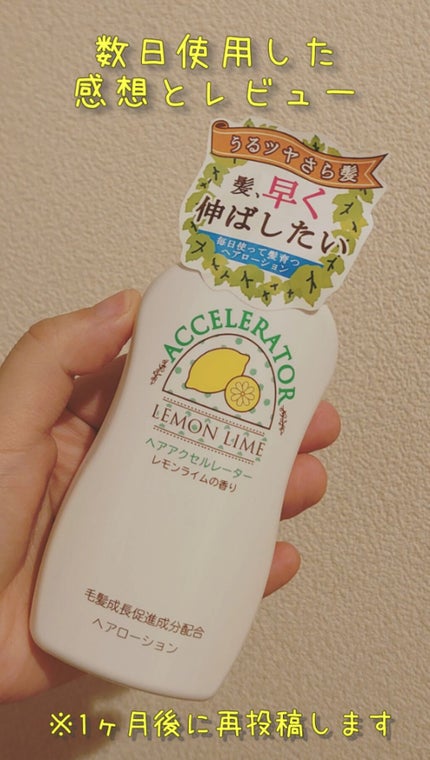 数日使用した
感想とレビュー
うるツヤさら髪
髪、早く
伸ばしたい
毎日使って髪育つ
ヘアローション
ACCELERATOR
LEMON LIME
ヘアアクセルレーター
レモンライムの香り
毛髪成長促進成分配合
ヘアローション
※1ヶ月後に再投稿します